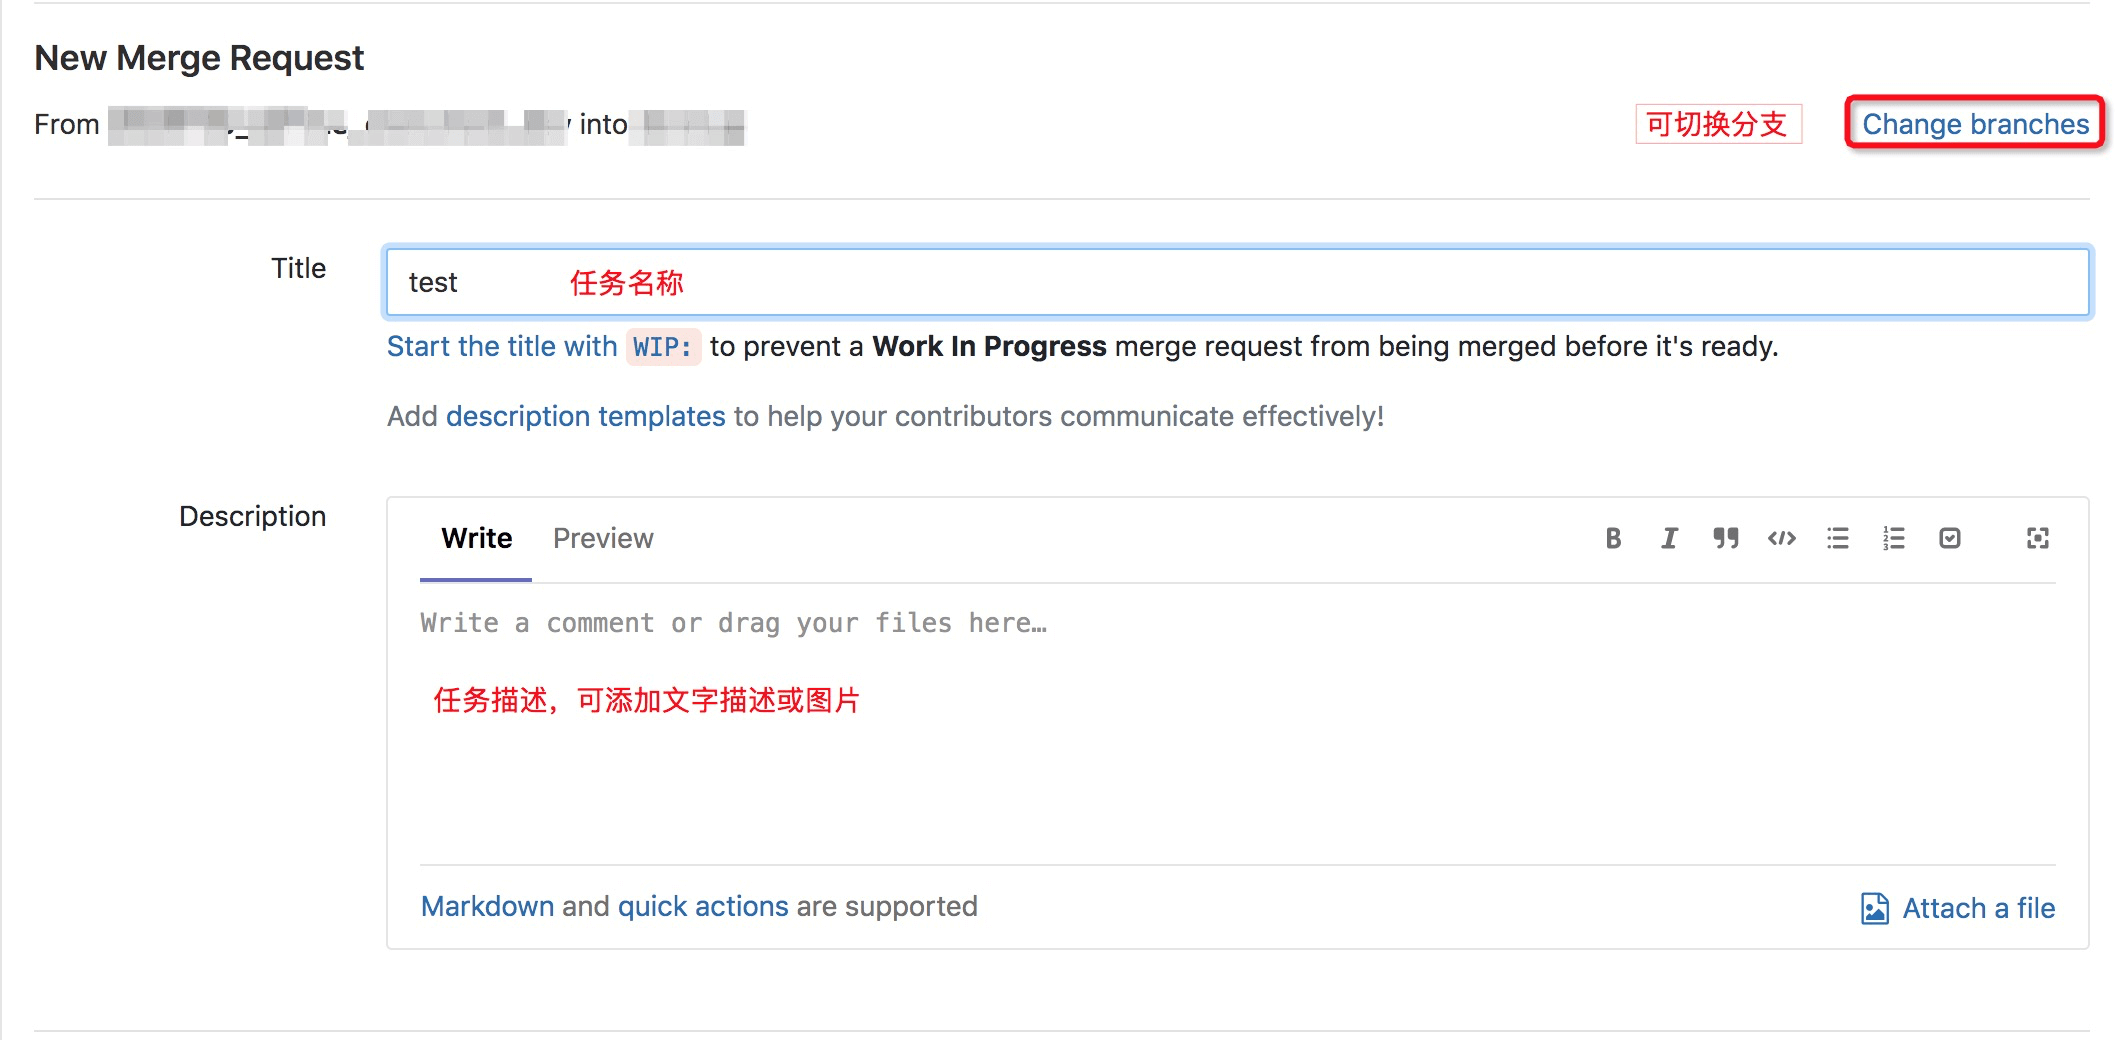 New Merge Request
From into 可切换分支 Change branches
Title test 任务名称
Start the title with WIP: to prevent a Work In Progress merge request from being merged before it's ready.
Add description templates to help your contributors communicate effectively!
Description
Write Preview
Write a comment or drag your files here…
任务描述，可添加文字描述或图片
Markdown and quick actions are supported Attach a file